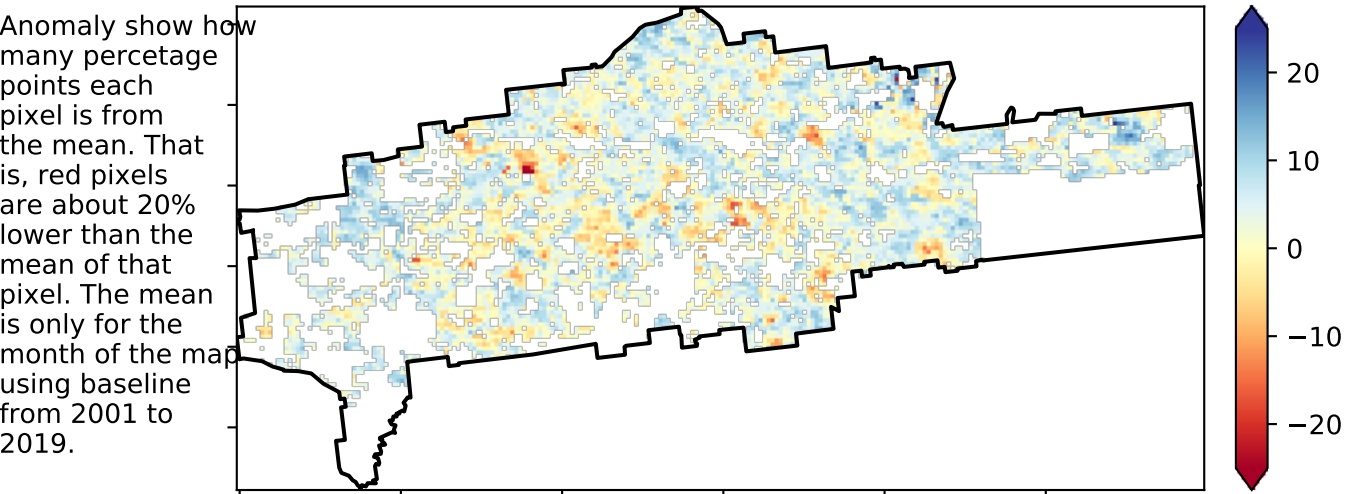 Anomaly show how
many percetage
points each
pixel is from
the mean. That
is, red pixels
are about 20%
lower than the
mean of that
pixel. The mean
is only for the
month of the map
using baseline
from 2001 to
2019.
20
10
0
−10
−20